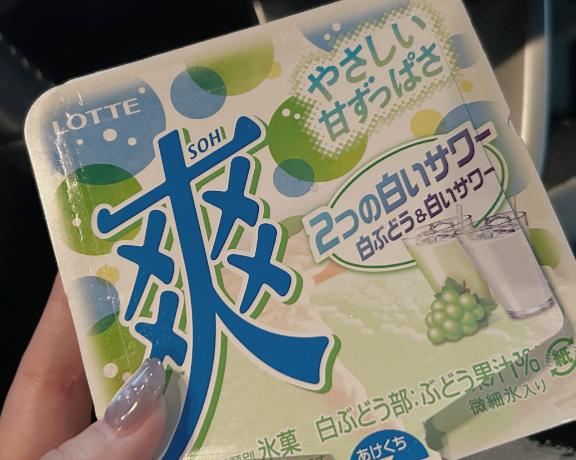 LOTTE
SOH!
爽
やさしい
甘ずっぱさ
2つの白いサワー
白ぶどう&白いサワー
白ぶどう部:ぶどう果汁%
微細氷入り
紙
氷菓
あけくち